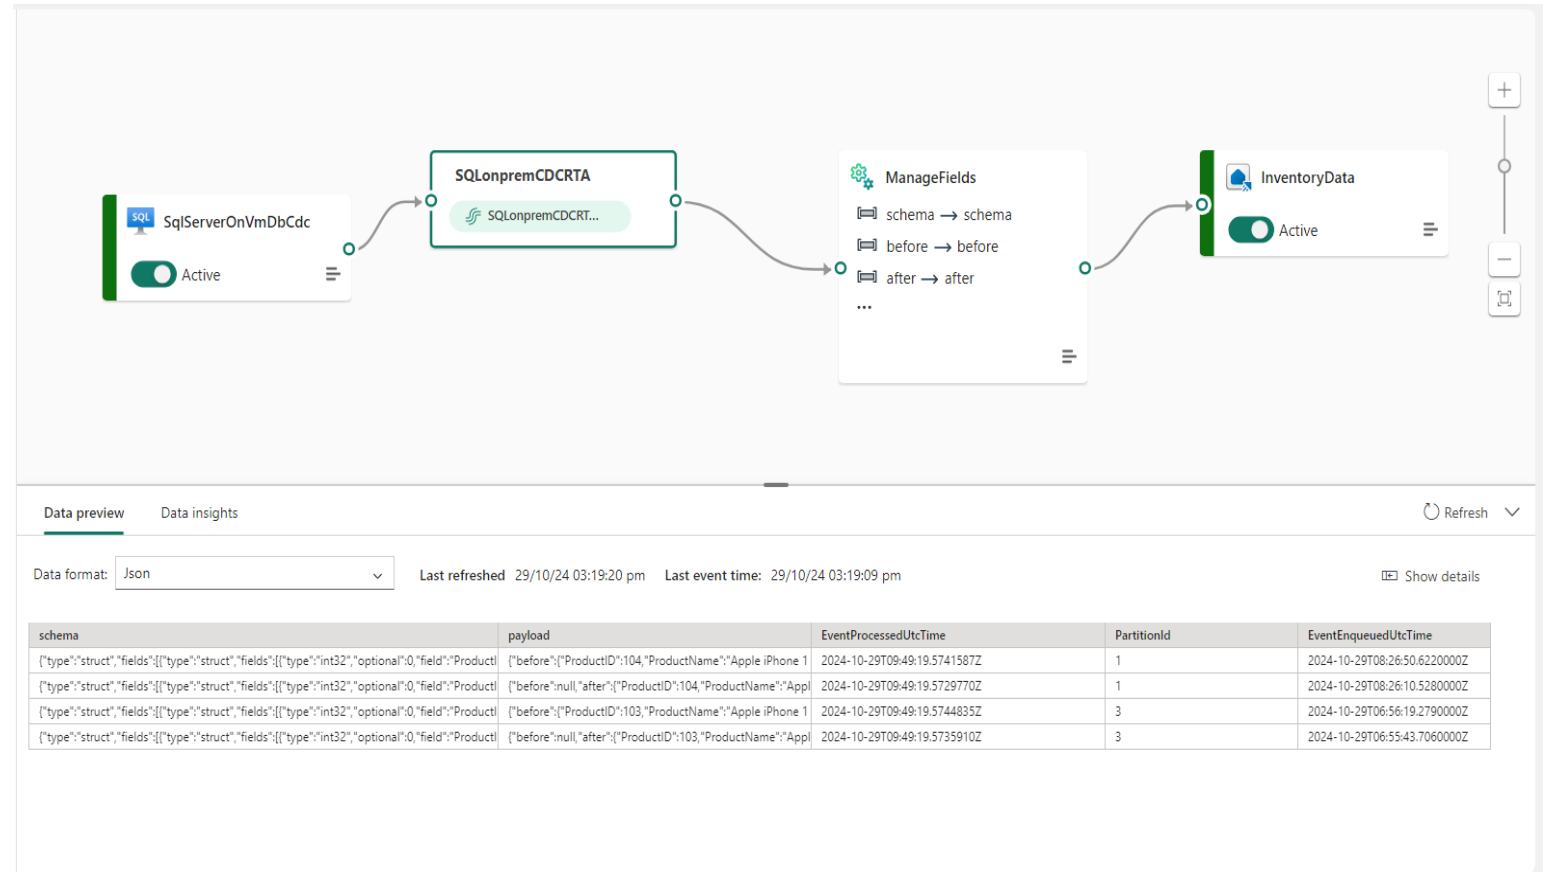 SQL SqlServerOnVmDbCdc
Active
SQLonpremCDCRTA
SQLonpremCDCRT...
ManageFields
schema → schema
before → before
after → after
...
InventoryData
Active
Data preview Data insights Refresh
Data format: Json Last refreshed 29/10/24 03:19:20 pm Last event time: 29/10/24 03:19:09 pm Show details
schema payload EventProcessedUtcTime PartitionId EventEnqueuedUtcTime
{"type":"struct","fields":[{"type":"struct","fields":[{"type":"int32","optional":0,"field":"ProductI {"before":{"ProductID":104,"ProductName":"Apple iPhone 1 2024-10-29T09:49:19.5741587Z 1 2024-10-29T08:26:50.6220000Z
{"type":"struct","fields":[{"type":"struct","fields":[{"type":"int32","optional":0,"field":"ProductI {"before":null,"after":{"ProductID":104,"ProductName":"Appl 2024-10-29T09:49:19.5729770Z 1 2024-10-29T08:26:10.5280000Z
{"type":"struct","fields":[{"type":"struct","fields":[{"type":"int32","optional":0,"field":"ProductI {"before":{"ProductID":103,"ProductName":"Apple iPhone 1 2024-10-29T09:49:19.5744835Z 3 2024-10-29T06:56:19.2790000Z
{"type":"struct","fields":[{"type":"struct","fields":[{"type":"int32","optional":0,"field":"ProductI {"before":null,"after":{"ProductID":103,"ProductName":"Appl 2024-10-29T09:49:19.5735910Z 3 2024-10-29T06:55:43.7060000Z